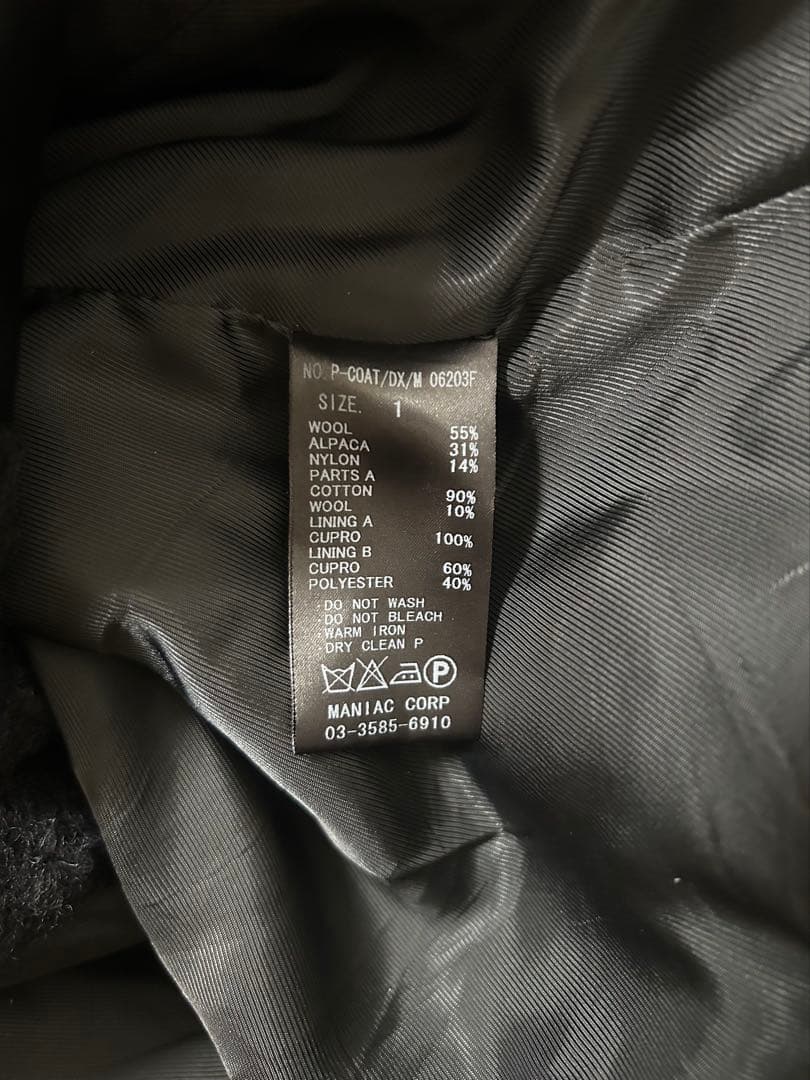 NO. P-COAT/DX/M 06203F
SIZE. 1
WOOL 55%
ALPACA 31%
NYLON 14%
PARTS A
COTTON 90%
WOOL 10%
LINING A
CUPRO 100%
LINING B
CUPRO 60%
POLYESTER 40%
·DO NOT WASH
·DO NOT BLEACH
·WARM IRON
·DRY CLEAN P
P
MANIAC CORP
03-3585-6910